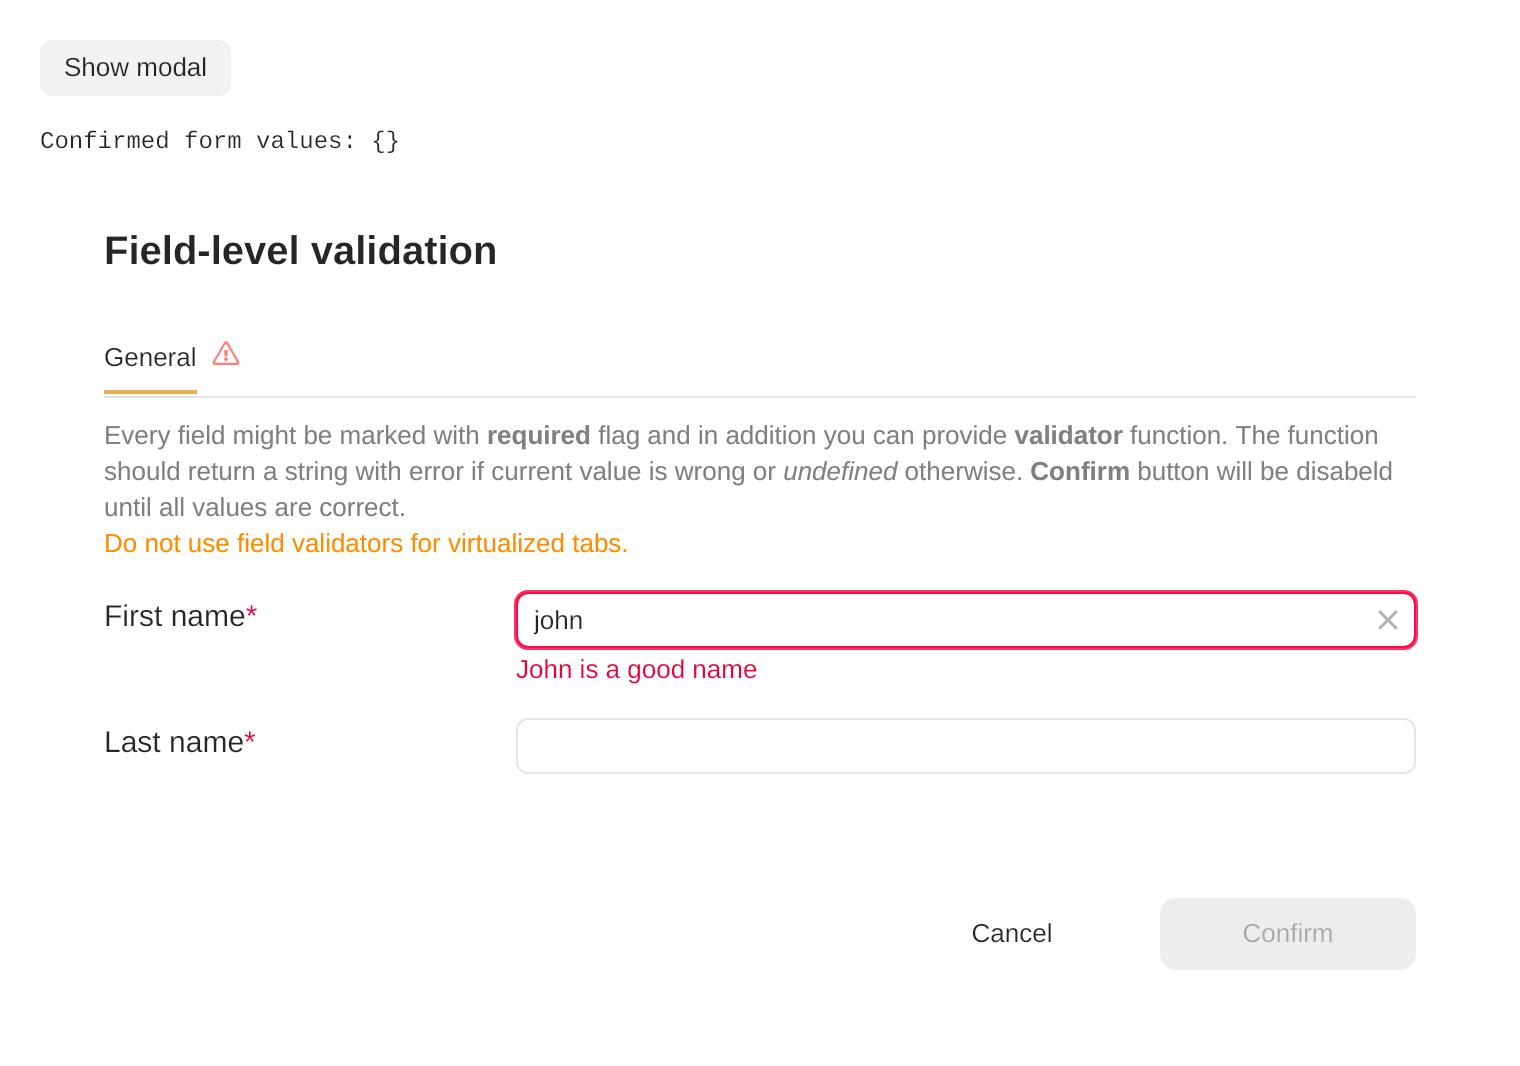 Show modal
Confirmed form values: {}
Field-level validation
General
Every field might be marked with required flag and in addition you can provide validator function. The function
should return a string with error if current value is wrong or undefined otherwise. Confirm button will be disabeld
until all values are correct.
Do not use field validators for virtualized tabs.
First name*
john
John is a good name
Last name*
Cancel
Confirm